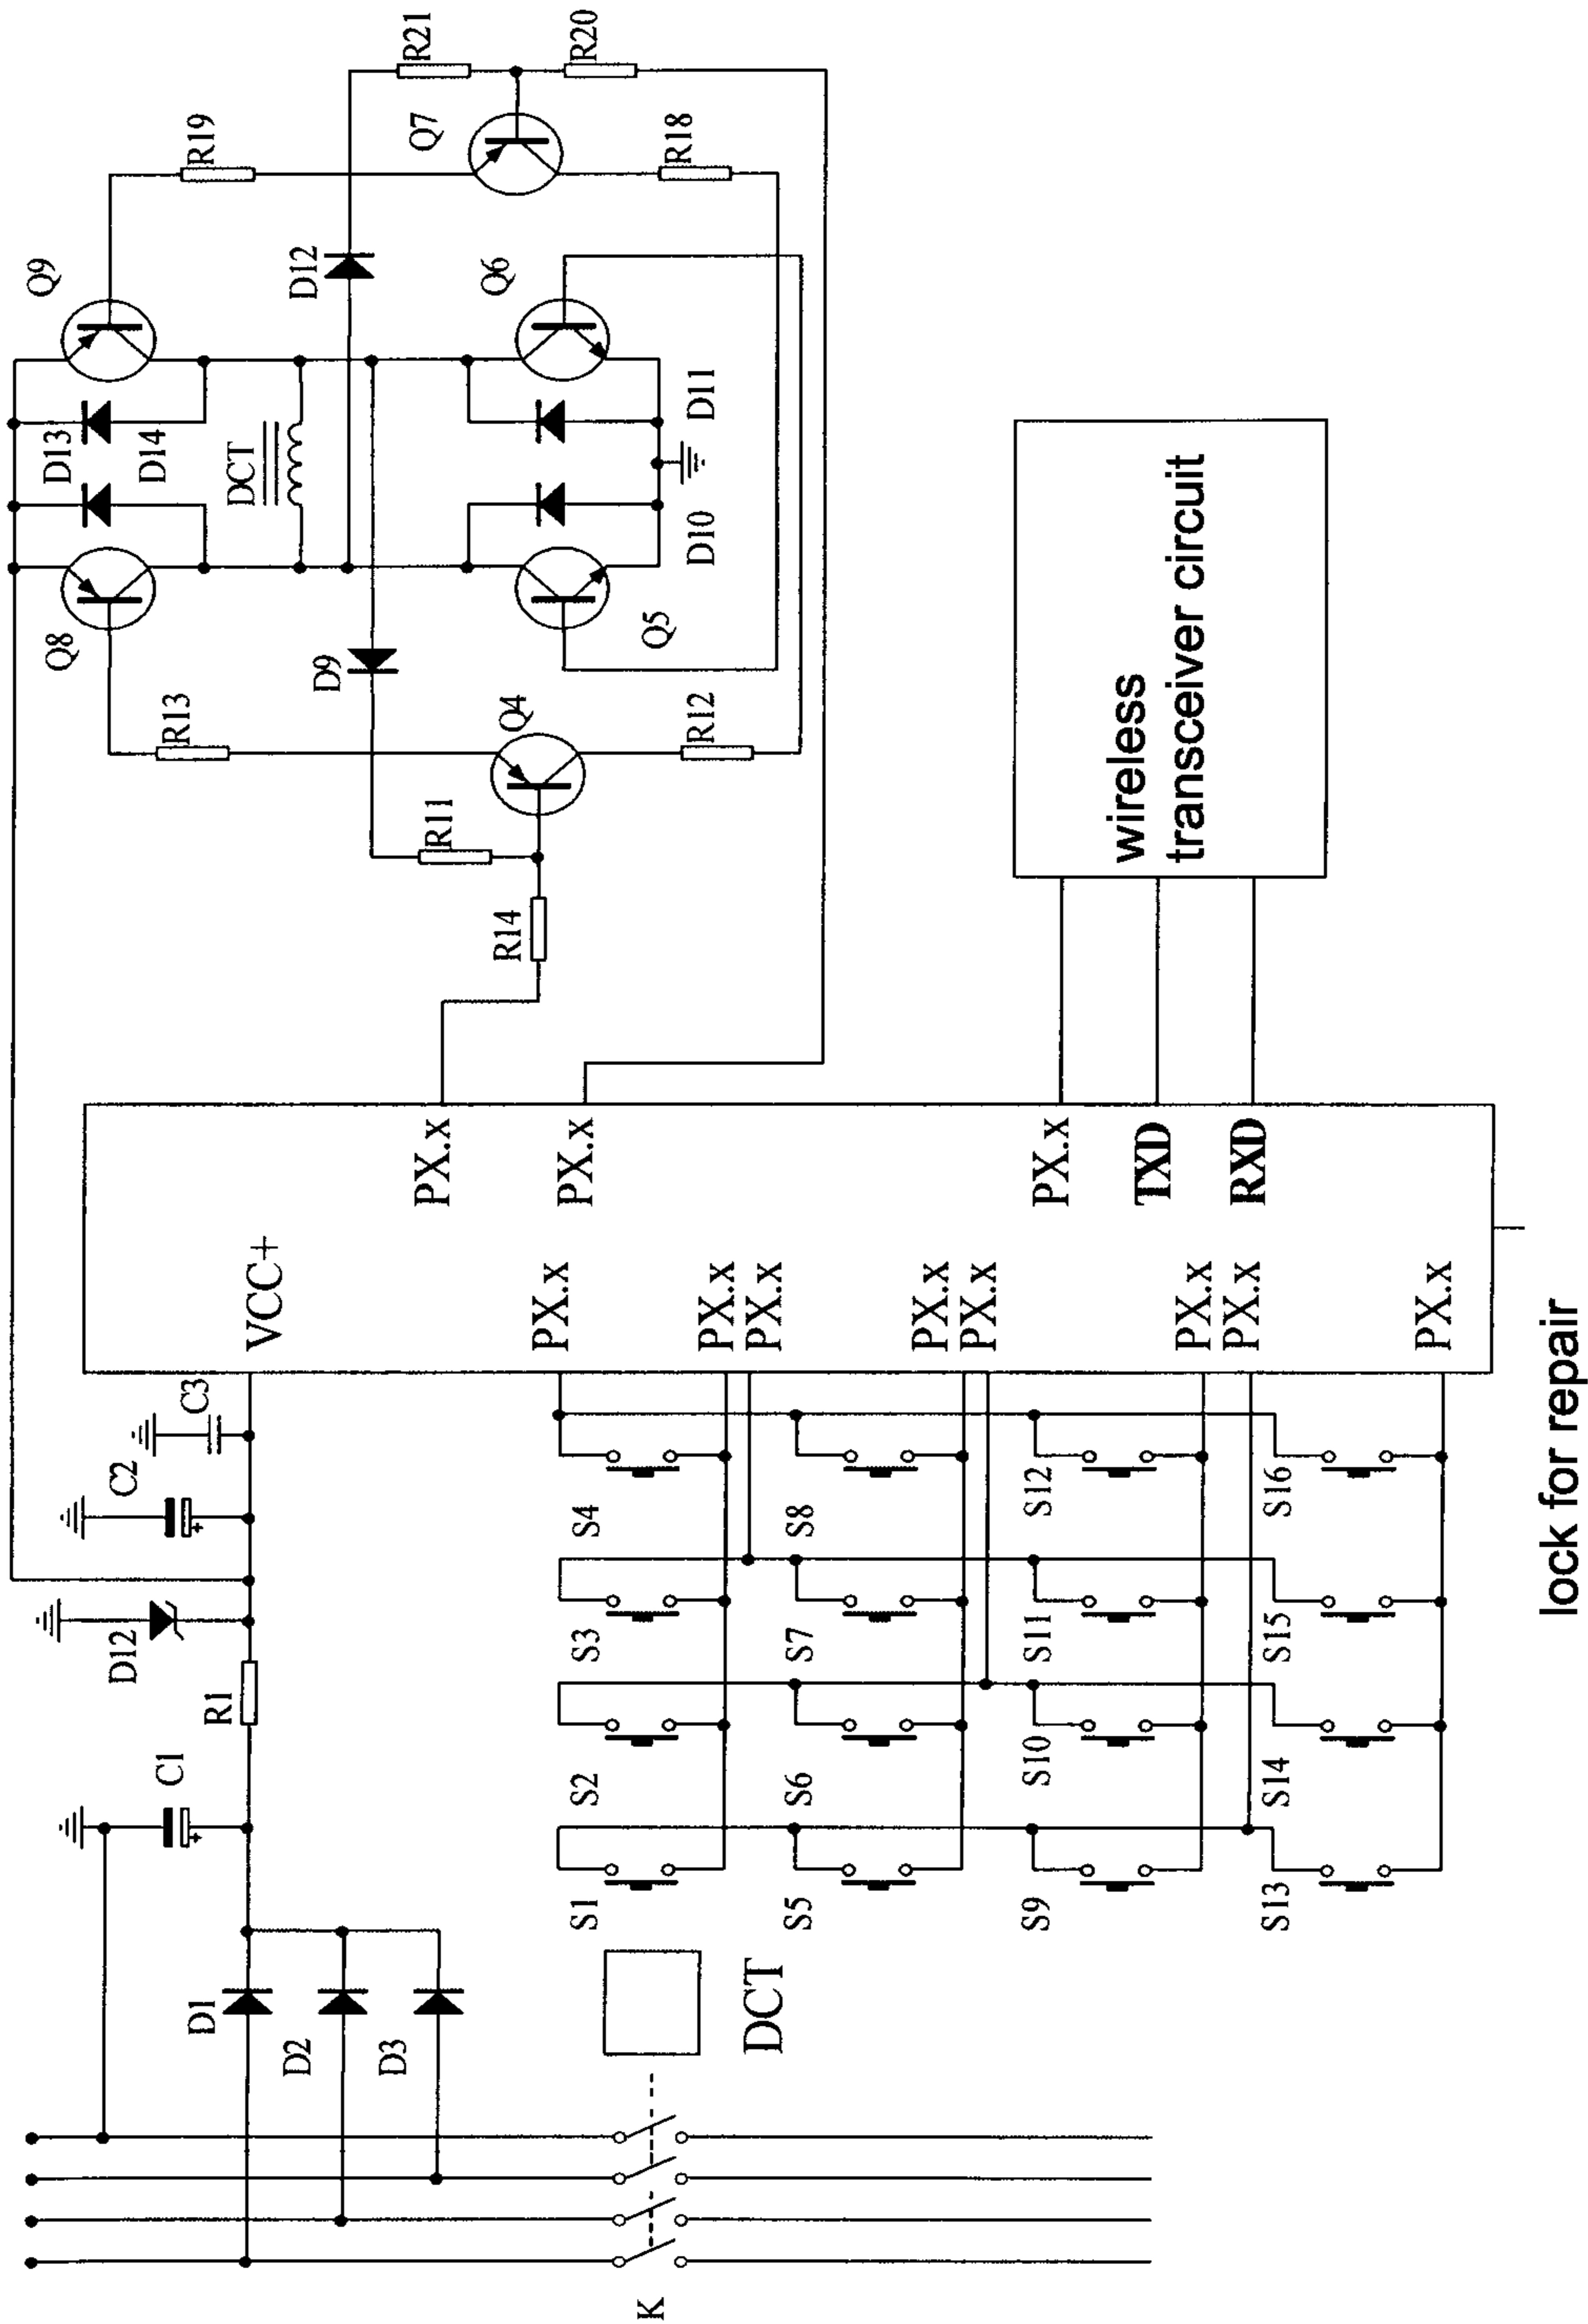 K
D1
D2
D3
DCT
C1
R1
D12
C2
C3
VCC+
S1
S2
S3
S4
S5
S6
S7
S8
S9
S10
S11
S12
S13
S14
S15
S16
PX.x
PX.x
PX.x
PX.x
PX.x
PX.x
PX.x
PX.x
PX.x
PX.x
PX.x
TXD
RXD
lock for repair
wireless
transceiver circuit
R14
R11
Q4
R13
R12
D9
Q8
Q5
D10
D13
D14
DCT
D11
Q9
Q6
D12
R19
Q7
R18
R21
R20